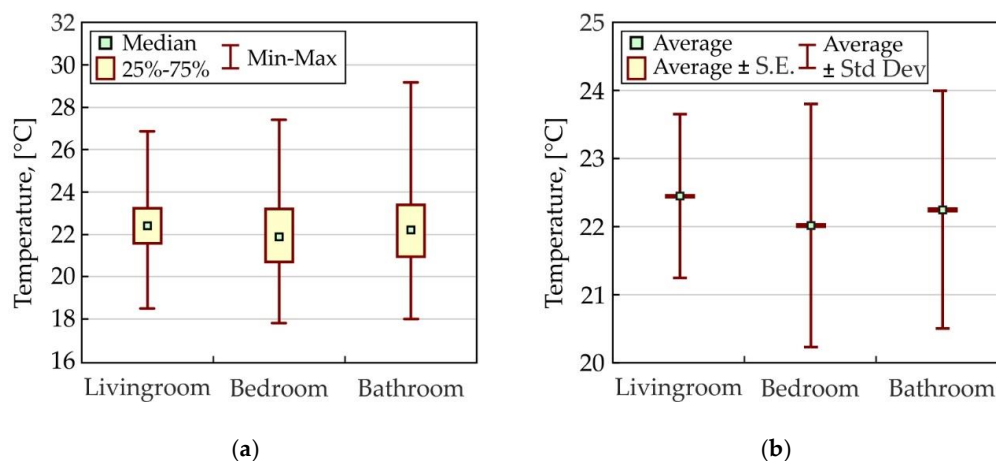 32
30
28
26
24
22
20
18
16
Temperature, [°C]
Median
25%-75%
Min-Max
Livingroom Bedroom Bathroom
(a)
25
24
23
22
21
20
Temperature, [°C]
Average
Average ± S.E.
Average
± Std Dev
Livingroom Bedroom Bathroom
(b)